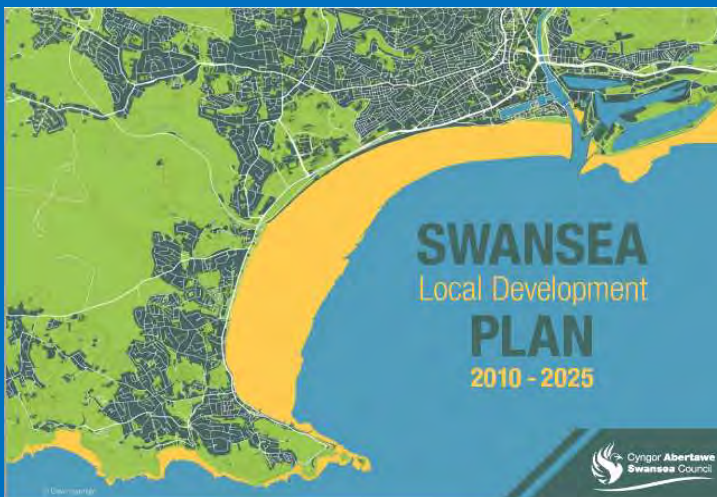 SWANSEA
Local Development
PLAN
2010 - 2025
Cyngor Abertawe
Swansea Council